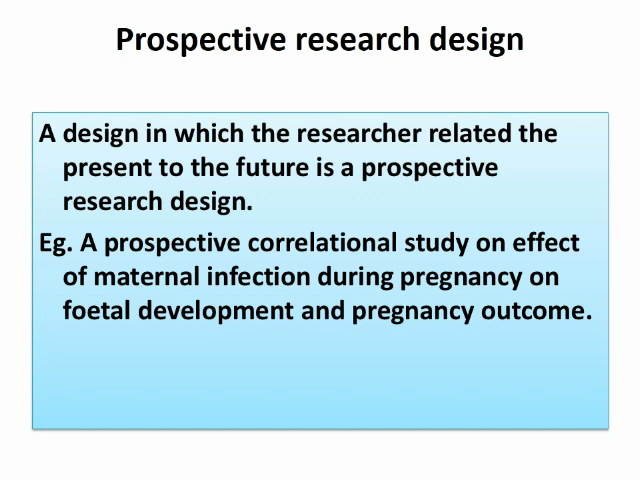 Prospective research design
A design in which the researcher related the
present to the future is a prospective
research design.
Eg. A prospective correlational study on effect
of maternal infection during pregnancy on
foetal development and pregnancy outcome.